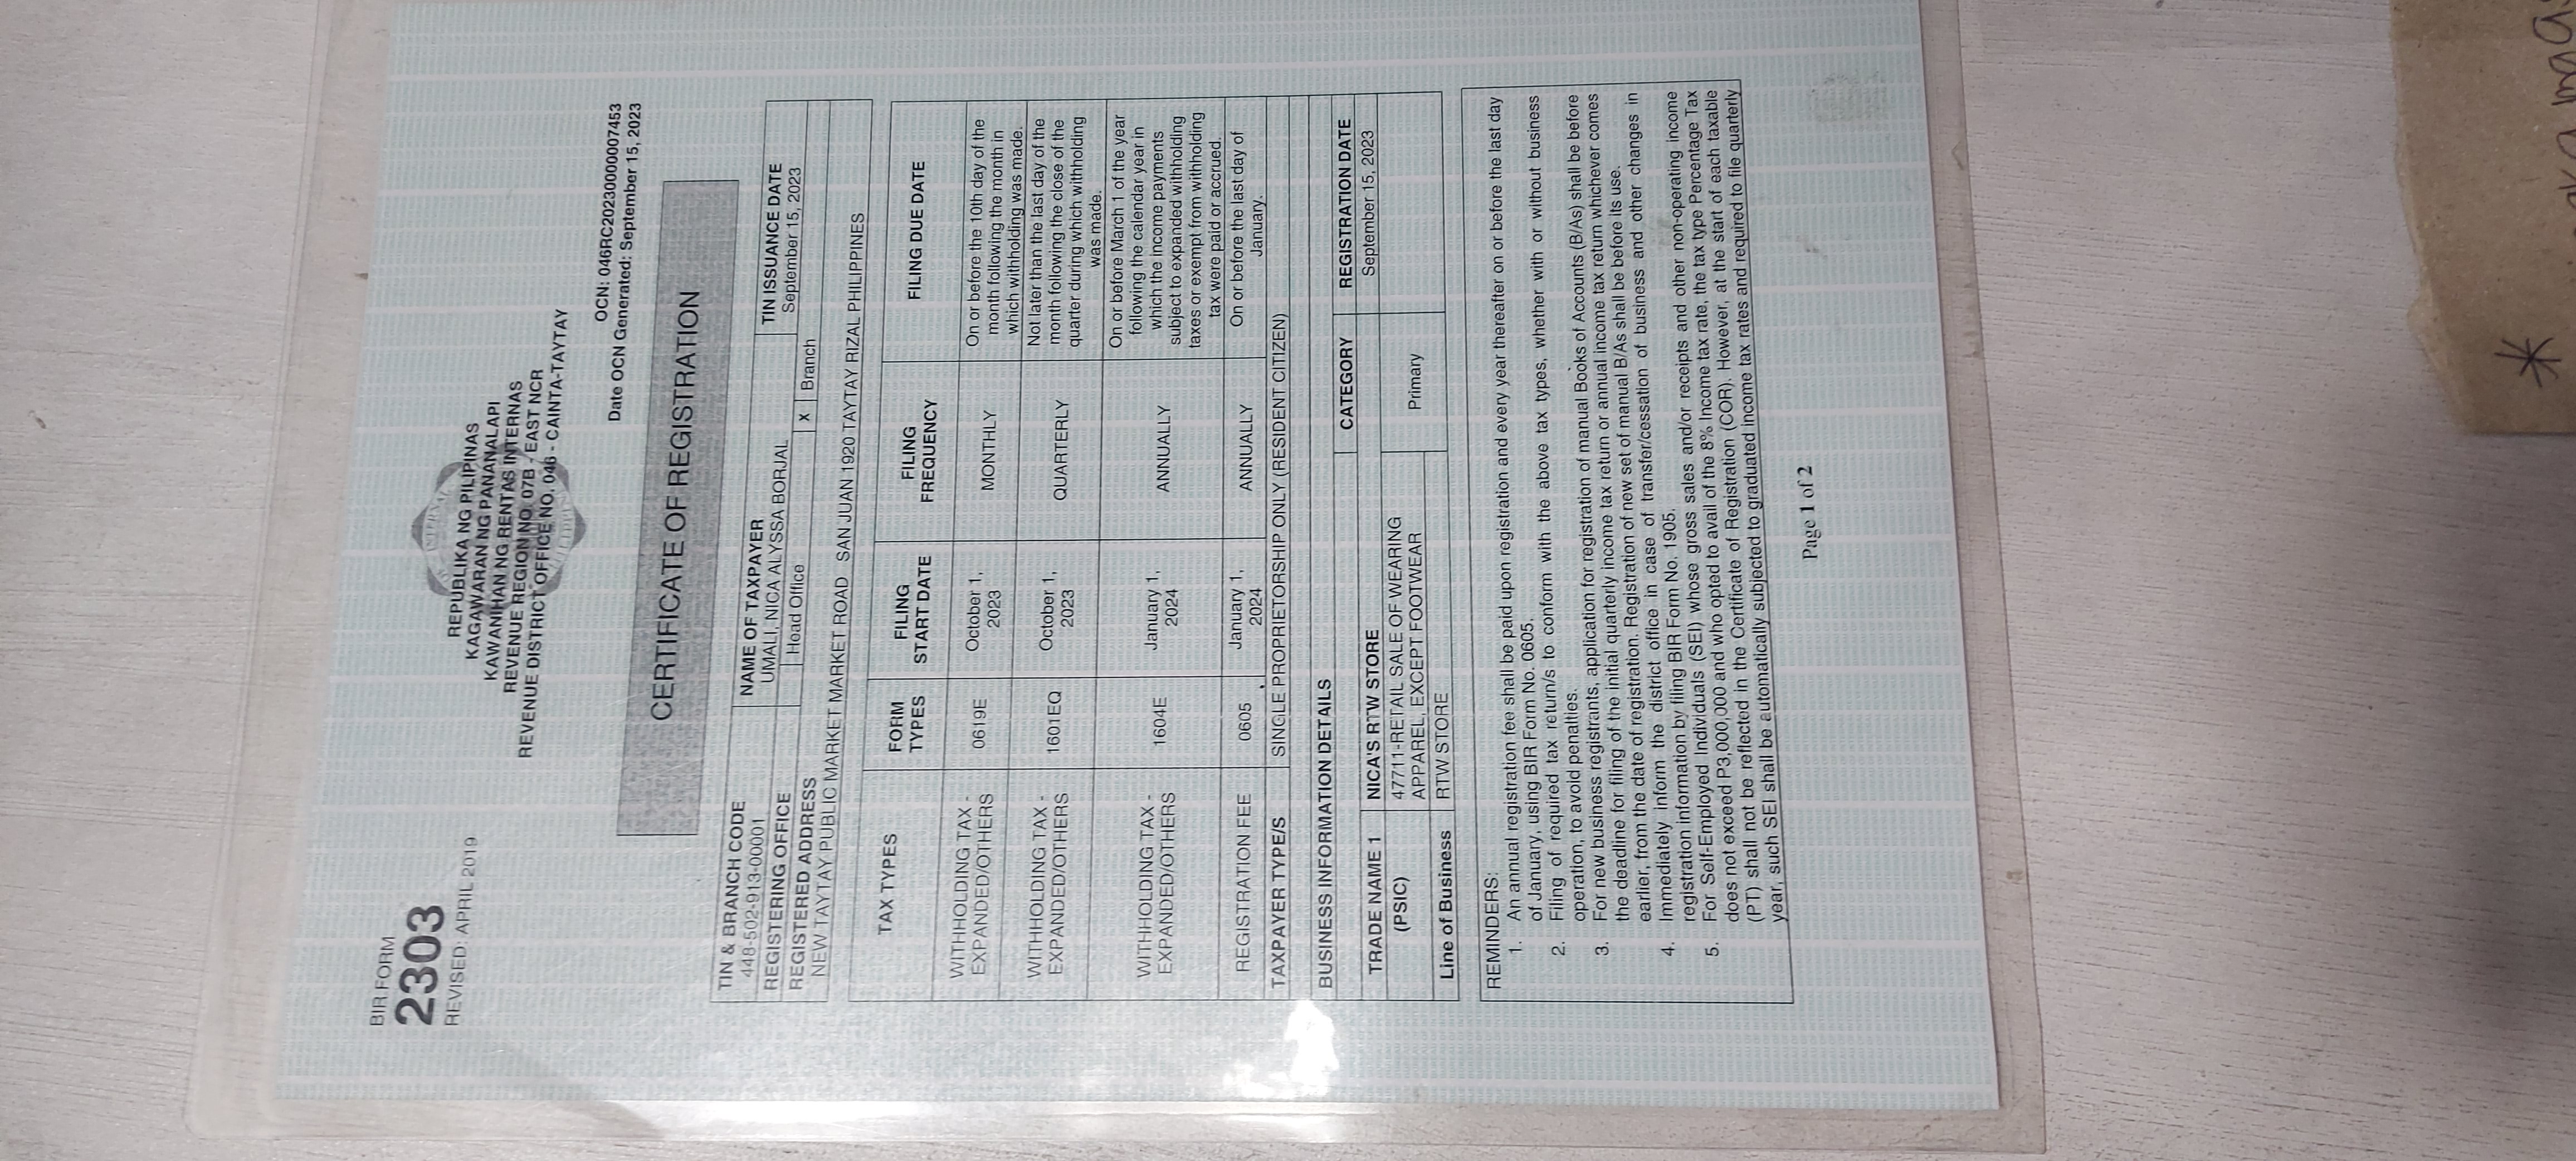 BIR FORM
2303
REVISED: APRIL 2019
REPUBLIKA NG PILIPINAS
KAGAWARAN NG PANANALAPI
KAWANIHAN NG RENTAS INTERNAS
REVENUE REGION NO. 07B - EAST NCR
REVENUE DISTRICT OFFICE NO. 046 - CAINTA-TAYTAY
OCN: 046RC20230000007453
Date OCN Generated: September 15, 2023
CERTIFICATE OF REGISTRATION
TIN & BRANCH CODE
448-502-913-00001
NAME OF TAXPAYER
UMALI, NICA ALYSSA BORJAL
TIN ISSUANCE DATE
September 15, 2023
REGISTERING OFFICE
Head Office
X Branch
REGISTERED ADDRESS
NEW TAYTAY PUBLIC MARKET MARKET ROAD SAN JUAN 1920 TAYTAY RIZAL PHILIPPINES
TAX TYPES
FORM
TYPES
FILING
START DATE
FILING
FREQUENCY
FILING DUE DATE
WITHHOLDING TAX -
EXPANDED/OTHERS
0619E
October 1,
2023
MONTHLY
On or before the 10th day of the
month following the month in
which withholding was made.
WITHHOLDING TAX -
EXPANDED/OTHERS
1601EQ
October 1,
2023
QUARTERLY
Not later than the last day of the
month following the close of the
quarter during which withholding
was made.
WITHHOLDING TAX -
EXPANDED/OTHERS
1604E
January 1,
2024
ANNUALLY
On or before March 1 of the year
following the calendar year in
which the income payments
subject to expanded withholding
taxes or exempt from withholding
tax were paid or accrued.
REGISTRATION FEE
0605
January 1,
2024
ANNUALLY
On or before the last day of
January.
TAXPAYER TYPE/S
SINGLE PROPRIETORSHIP ONLY (RESIDENT CITIZEN)
BUSINESS INFORMATION DETAILS
CATEGORY
REGISTRATION DATE
TRADE NAME 1
NICA'S RTW STORE
September 15, 2023
(PSIC)
47711-RETAIL SALE OF WEARING
APPAREL, EXCEPT FOOTWEAR
Primary
Line of Business
RTW STORE
REMINDERS:
1. An annual registration fee shall be paid upon registration and every year thereafter on or before the last day
of January, using BIR Form No. 0605.
2. Filing of required tax return/s to conform with the above tax types, whether with or without business
operation, to avoid penalties.
3. For new business registrants, application for registration of manual Books of Accounts (B/As) shall be before
the deadline for filing of the initial quarterly income tax return or annual income tax return whichever comes
earlier, from the date of registration. Registration of new set of manual B/As shall be before its use.
4. Immediately inform the district office in case of transfer/cessation of business and other changes in
registration information by filing BIR Form No. 1905.
5. For Self-Employed Individuals (SEI) whose gross sales and/or receipts and other non-operating income
does not exceed P3,000,000 and who opted to avail of the 8% Income tax rate, the tax type Percentage Tax
(PT) shall not be reflected in the Certificate of Registration (COR). However, at the start of each taxable
year, such SEI shall be automatically subjected to graduated income tax rates and required to file quarterly
Page 1 of 2